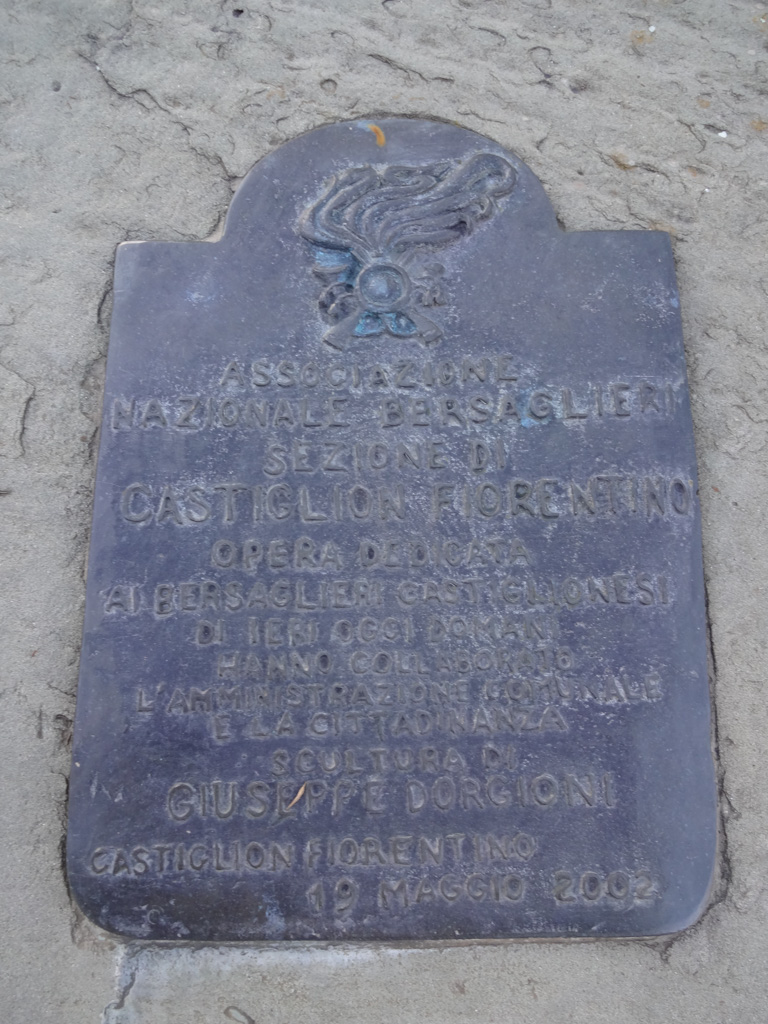 ASSOCIAZIONE
NAZIONALE BERSAGLIERI
SEZIONE DI
CASTIGLION FIORENTINO
OPERA DEDICATA
AI BERSAGLIERI CASTIGLIONESI
DI IERI OGGI DOMANI
HANNO COLLABORATO
L'AMMINISTRAZIONE COMUNALE
E LA CITTADINANZA
SCULTURA DI
GIUSEPPE DORGIONI
CASTIGLION FIORENTINO
19 MAGGIO 2002